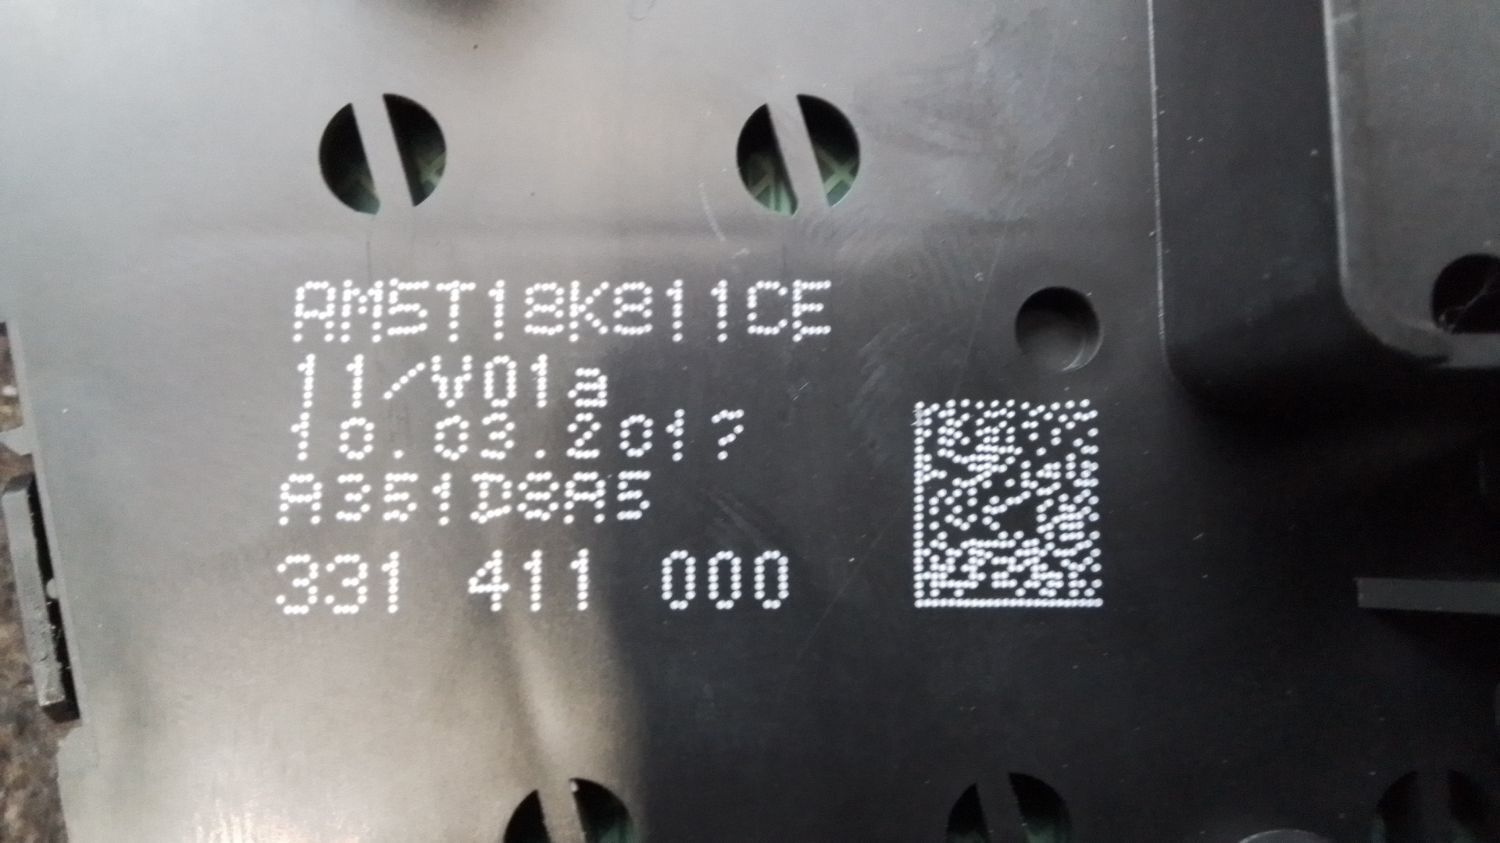 AM5T18K811CE
11/V01a
10.03.2017
A351D8A5
331 411 000